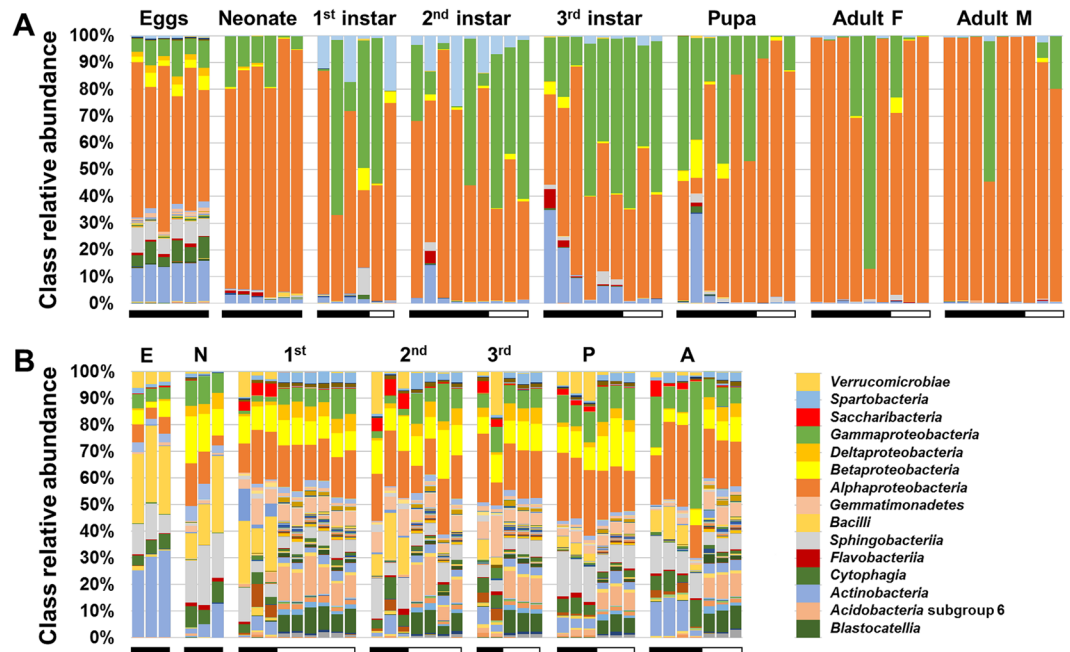 A
Eggs Neonate 1st instar 2nd instar 3rd instar Pupa Adult F Adult M
Class relative abundance
100%
90%
80%
70%
60%
50%
40%
30%
20%
10%
0%
B
E N 1st 2nd 3rd P A
Class relative abundance
100%
90%
80%
70%
60%
50%
40%
30%
20%
10%
0%
Verrucomicrobiae
Spartobacteria
Saccharibacteria
Gammaproteobacteria
Deltaproteobacteria
Betaproteobacteria
Alphaproteobacteria
Gemmatimonadetes
Bacilli
Sphingobacteriia
Flavobacteriia
Cytophagia
Actinobacteria
Acidobacteria subgroup 6
Blastocatellia